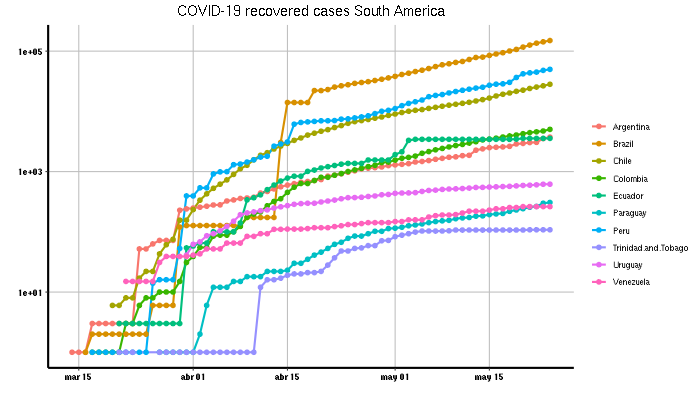 COVID-19 recovered cases South America
1e+05
1e+03
1e+01
mar 15
abr 01
abr 15
may 01
may 15
Argentina
Brazil
Chile
Colombia
Ecuador
Paraguay
Peru
Trinidad.and.Tobago
Uruguay
Venezuela